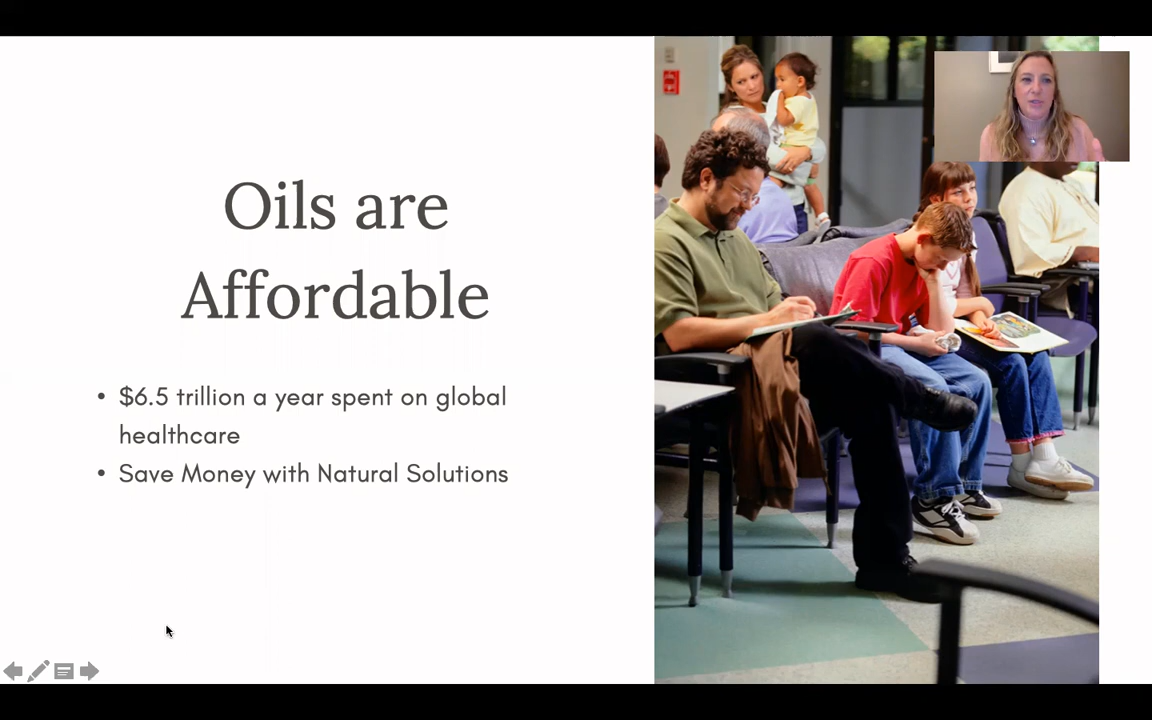 Oils are
Affordable
• $6.5 trillion a year spent on global
healthcare
• Save Money with Natural Solutions